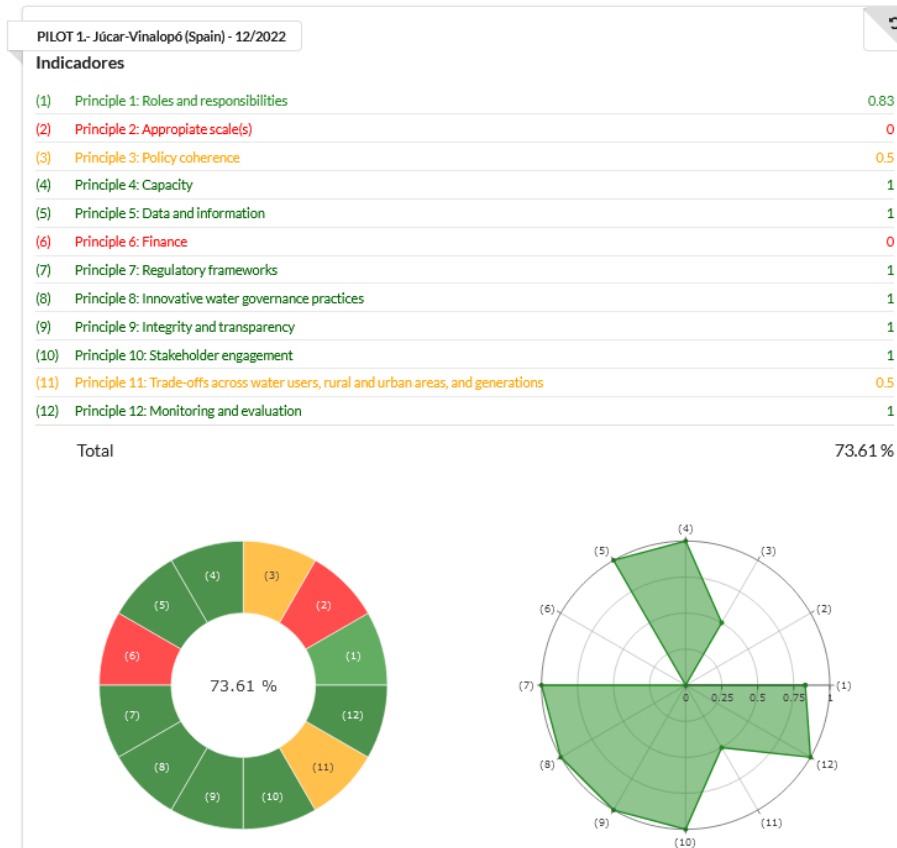 PILOT 1.- Júcar-Vinalopó (Spain) - 12/2022
Indicadores
(1) Principle 1: Roles and responsibilities 0.83
(2) Principle 2: Appropiate scale(s) 0
(3) Principle 3: Policy coherence 0.5
(4) Principle 4: Capacity 1
(5) Principle 5: Data and information 1
(6) Principle 6: Finance 0
(7) Principle 7: Regulatory frameworks 1
(8) Principle 8: Innovative water governance practices 1
(9) Principle 9: Integrity and transparency 1
(10) Principle 10: Stakeholder engagement 1
(11) Principle 11: Trade-offs across water users, rural and urban areas, and generations 0.5
(12) Principle 12: Monitoring and evaluation 1
Total 73.61 %
(4) (3)
(5) (2)
(6) (1)
73.61 %
(7) (12)
(8) (11)
(9) (10)
(4)
(5) (3)
(6) (2)
(7) (1)
0 0.25 0.5 0.75 1
(8) (12)
(9) (11)
(10)